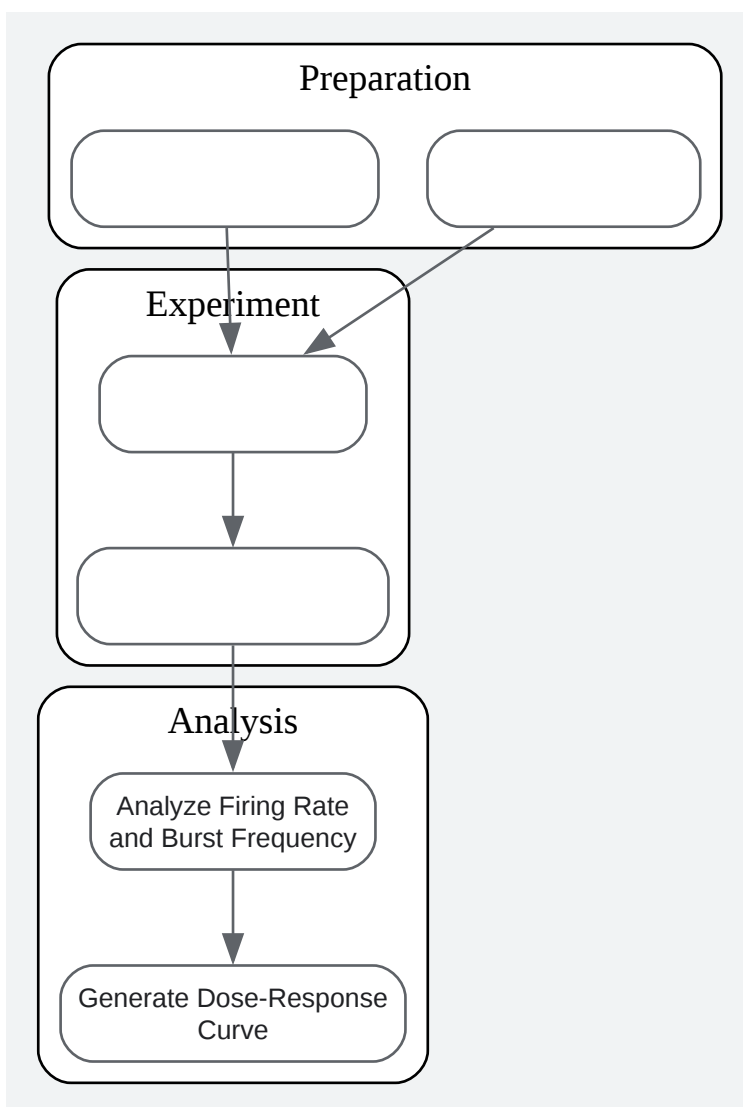 Preparation
Experiment
Analysis
Analyze Firing Rate
and Burst Frequency
Generate Dose-Response
Curve